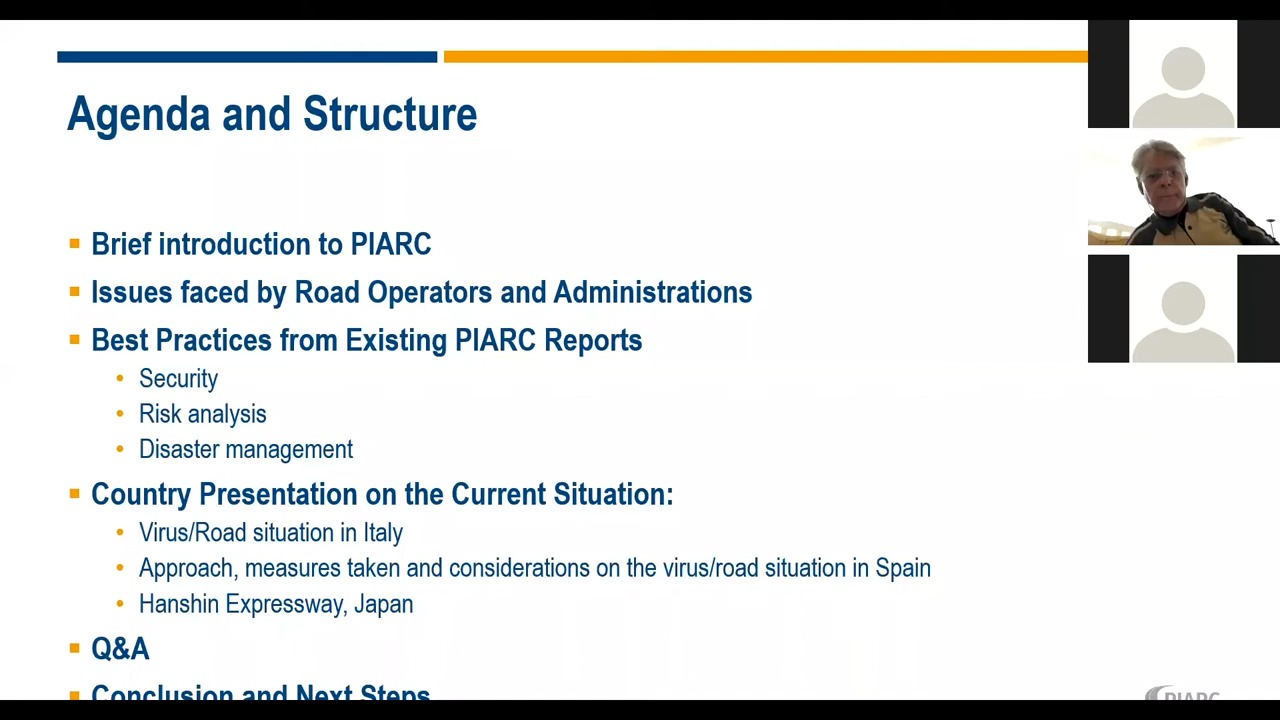 Agenda and Structure
Brief introduction to PIARC
Issues faced by Road Operators and Administrations
Best Practices from Existing PIARC Reports
Security
Risk analysis
Disaster management
Country Presentation on the Current Situation:
Virus/Road situation in Italy
Approach, measures taken and considerations on the virus/road situation in Spain
Hanshin Expressway, Japan
Q&A
Conclusion and Next Steps
PIARC